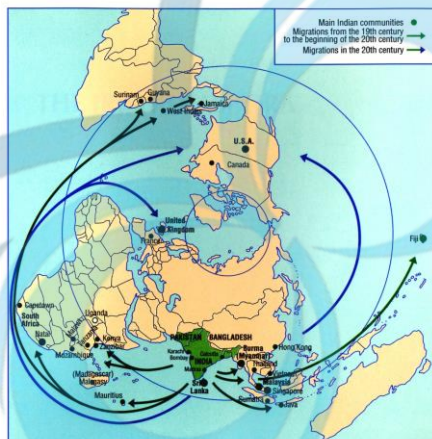 Main Indian communities
Migrations from the 19th century
to the beginning of the 20th century
Migrations in the 20th century
Surinam
Guyana
West Indies
Jamaica
U.S.A.
Canada
United
Kingdom
France
Fiji
Capetown
South
Africa
Natal
Uganda
Kenya
Zanzibar
Mozambique
(Madagascar)
Malagasy
Mauritius
PAKISTAN
BANGLADESH
Karachi
Bombay
INDIA
Calcutta
Madras
Sri
Lanka
Burma
(Myanmar)
Thailand
Hong Kong
Vietnam
Malaysia
Singapore
Sumatra
Java